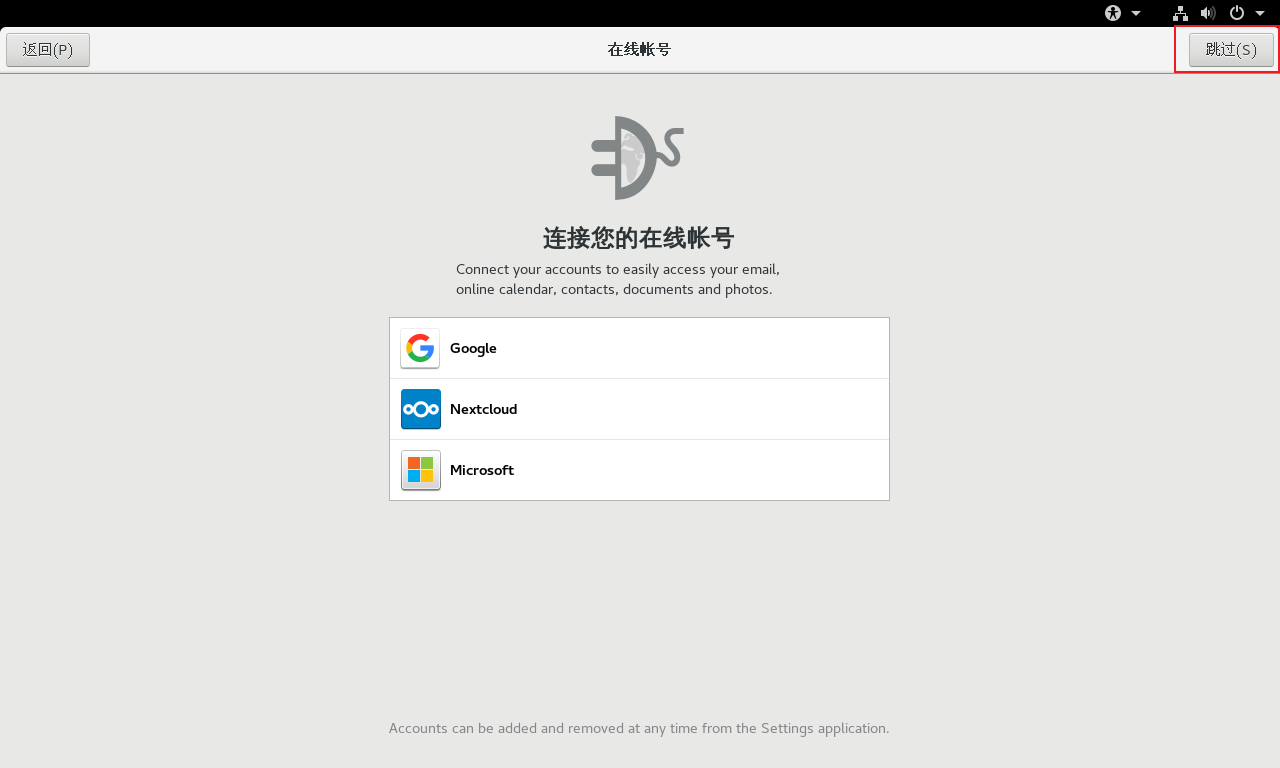 返回(P)
在线帐号
跳过(S)
连接您的在线帐号
Connect your accounts to easily access your email,
online calendar, contacts, documents and photos.
Google
Nextcloud
Microsoft
Accounts can be added and removed at any time from the Settings application.